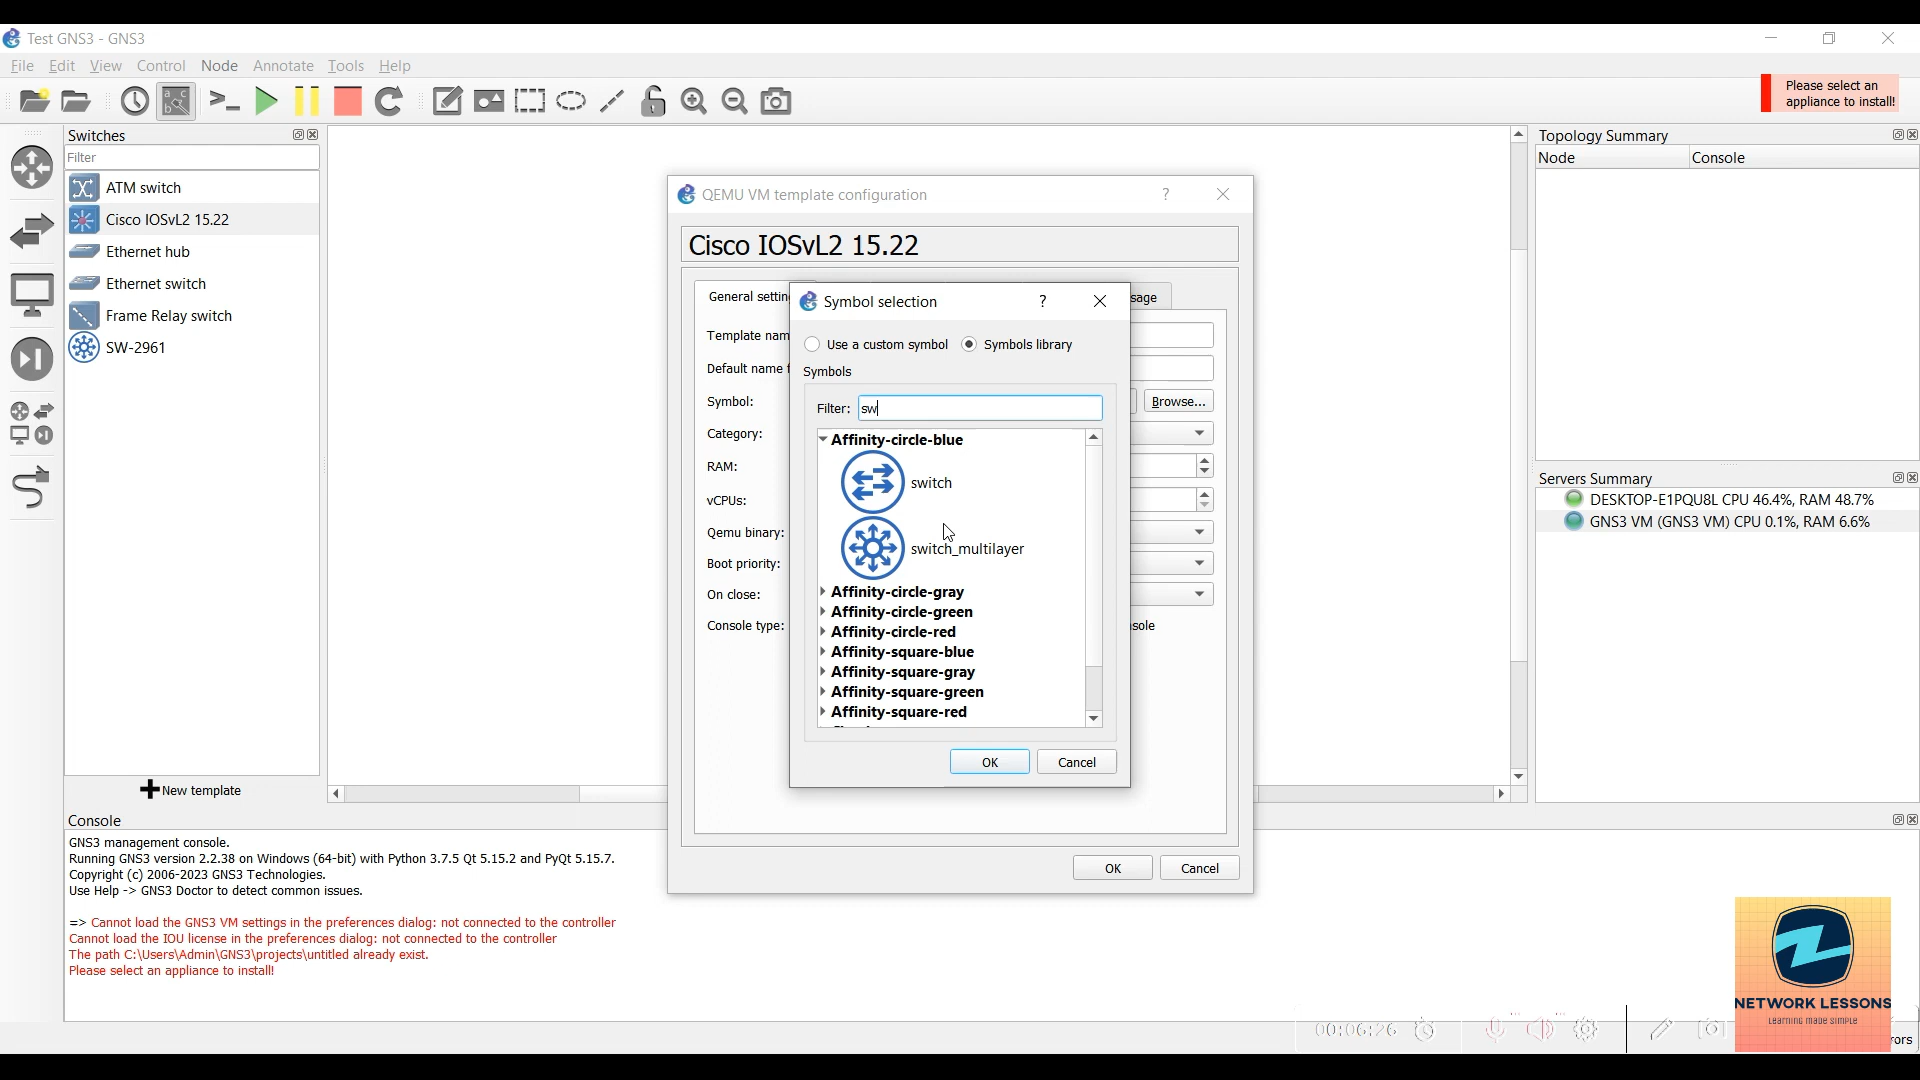 Test GNS3 - GNS3
File Edit View Control Node Annotate Tools Help
Please select an
appliance to install!
Switches
Filter
ATM switch
Cisco IOSvL2 15.22
Ethernet hub
Ethernet switch
Frame Relay switch
SW-2961
New template
QEMU VM template configuration
Cisco IOSvL2 15.22
General settin
sage
Template nam
Default name f
Symbol:
Browse...
Category:
RAM:
vCPUs:
Qemu binary:
Boot priority:
On close:
Console type:
sole
OK Cancel
Symbol selection
Use a custom symbol Symbols library
Symbols
Filter: sw
Affinity-circle-blue
switch
switch_multilayer
Affinity-circle-gray
Affinity-circle-green
Affinity-circle-red
Affinity-square-blue
Affinity-square-gray
Affinity-square-green
Affinity-square-red
OK Cancel
Topology Summary
Node Console
Servers Summary
DESKTOP-E1PQU8L CPU 46.4%, RAM 48.7%
GNS3 VM (GNS3 VM) CPU 0.1%, RAM 6.6%
Console
GNS3 management console.
Running GNS3 version 2.2.38 on Windows (64-bit) with Python 3.7.5 Qt 5.15.2 and PyQt 5.15.7.
Copyright (c) 2006-2023 GNS3 Technologies.
Use Help -> GNS3 Doctor to detect common issues.
=> Cannot load the GNS3 VM settings in the preferences dialog: not connected to the controller
Cannot load the IOU license in the preferences dialog: not connected to the controller
The path C:\Users\Admin\GNS3\projects\untitled already exist.
Please select an appliance to install!
NETWORK LESSONS
Learning made simple
00:06:26
rors